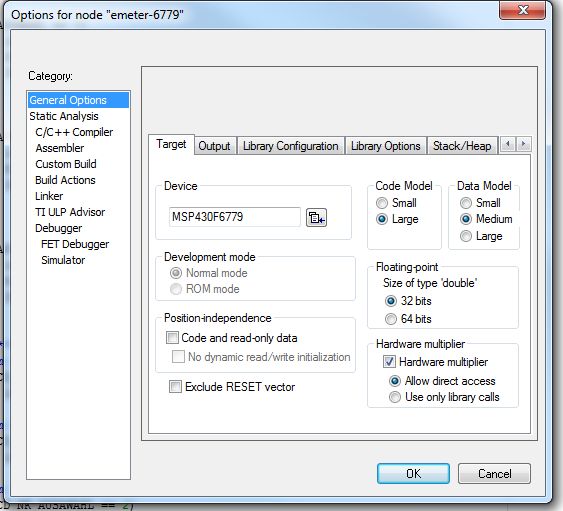 Options for node "emeter-6779"
Category:
General Options
Static Analysis
C/C++ Compiler
Assembler
Custom Build
Build Actions
Linker
TI ULP Advisor
Debugger
FET Debugger
Simulator
Target Output Library Configuration Library Options Stack/Heap
Device
MSP430F6779
Code Model
Small
Large
Data Model
Small
Medium
Large
Development mode
Normal mode
ROM mode
Floating-point
Size of type 'double'
32 bits
64 bits
Position-independence
Code and read-only data
No dynamic read/write initialization
Exclude RESET vector
Hardware multiplier
Hardware multiplier
Allow direct access
Use only library calls
OK Cancel